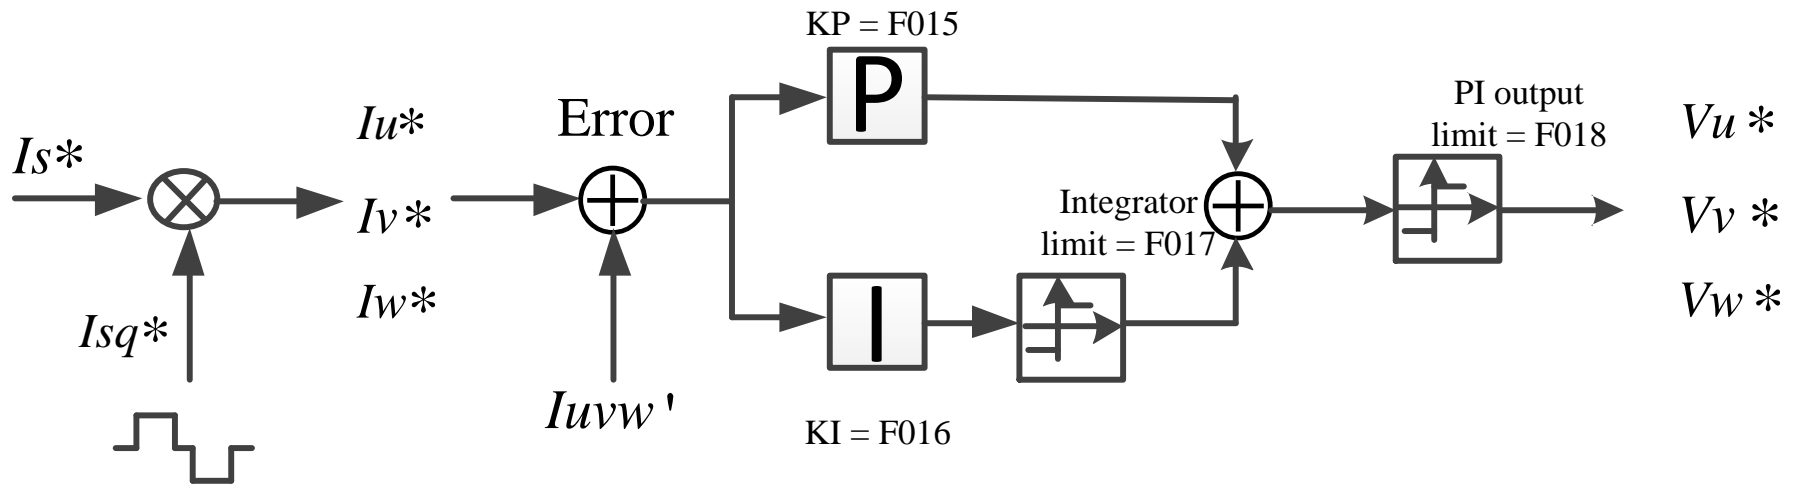 KP = F015
P
PI output
limit = F018
Error
Is*
Iu*
Iv*
Iw*
Isq*
Iuvw '
Integrator
limit = F017
I
KI = F016
Vu *
Vv *
Vw *